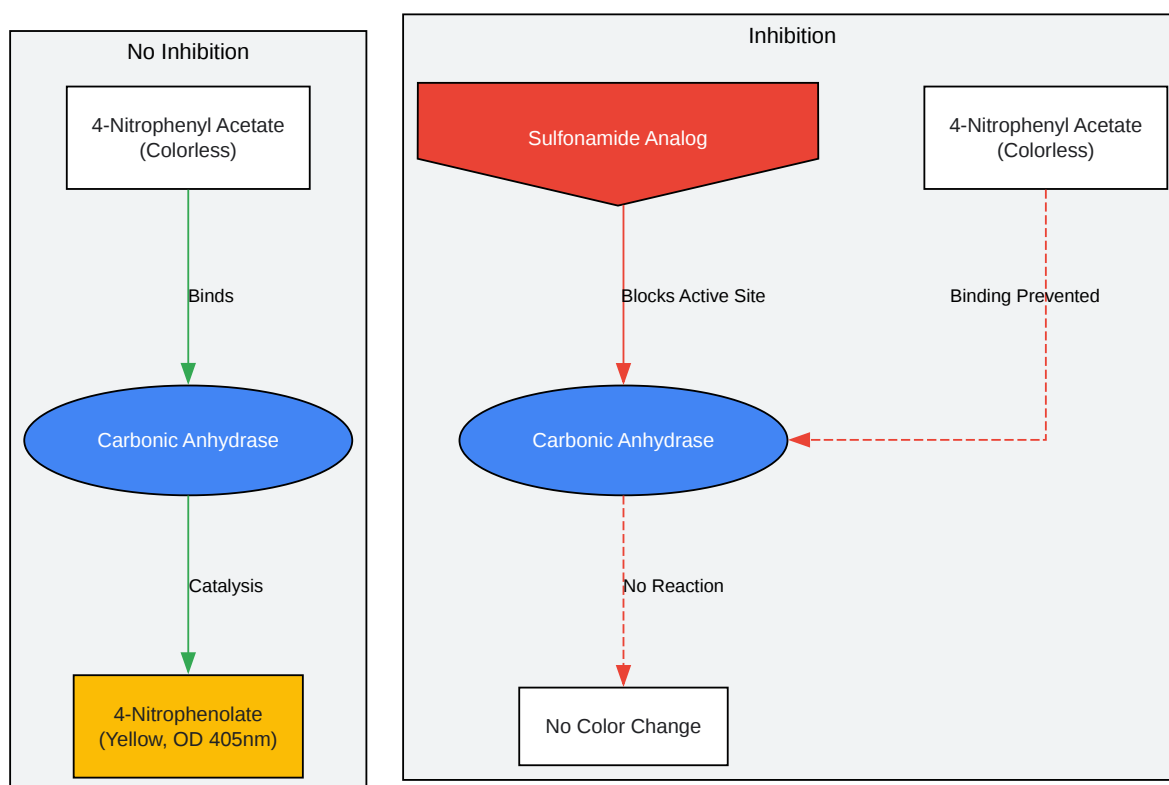 No Inhibition
4-Nitrophenyl Acetate
(Colorless)
Binds
Carbonic Anhydrase
Catalysis
4-Nitrophenolate
(Yellow, OD 405nm)
Inhibition
Sulfonamide Analog
4-Nitrophenyl Acetate
(Colorless)
Blocks Active Site
Binding Prevented
Carbonic Anhydrase
No Reaction
No Color Change